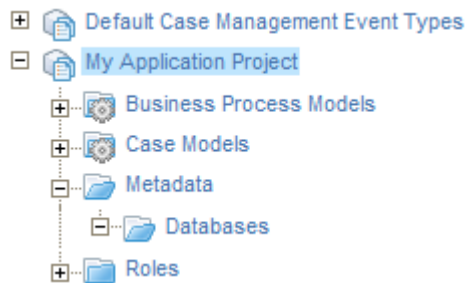 Default Case Management Event Types
My Application Project
Business Process Models
Case Models
Metadata
Databases
Roles